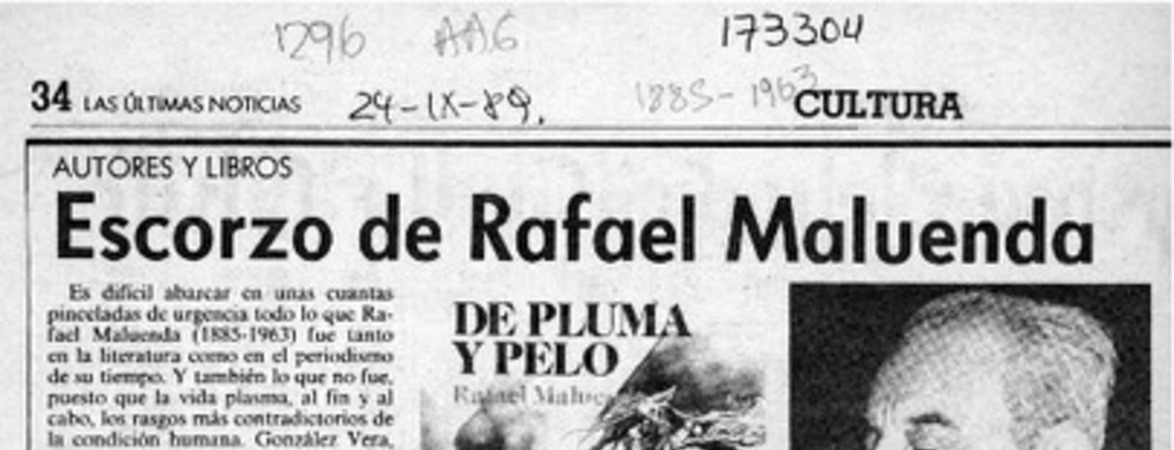 1296 AAG 173304
34 LAS ÚLTIMAS NOTICIAS 24-IX-89. 1885-1963 CULTURA
AUTORES Y LIBROS
Escorzo de Rafael Maluenda
Es difícil abarcar en unas cuantas
pinceladas de urgencia todo lo que Ra-
fael Maluenda (1885-1963) fue tanto
en la literatura como en el periodismo
de su tiempo. Y también lo que no fue,
puesto que la vida plasma, al fin y al
cabo, los rasgos más contradictorios de
la condición humana. González Vera,
DE PLUMA
Y PELO
Rafael Malue